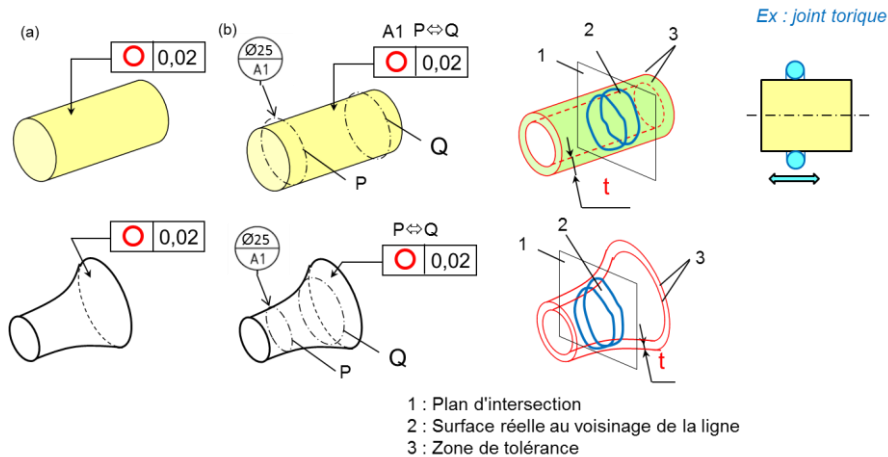 (a)
0,02
(b)
Ø25
A1
A1 P⇔Q
0,02
P
Q
1
2
3
t
Ex : joint torique
0,02
Ø25
A1
P⇔Q
0,02
P
Q
1
2
3
t
1 : Plan d'intersection
2 : Surface réelle au voisinage de la ligne
3 : Zone de tolérance